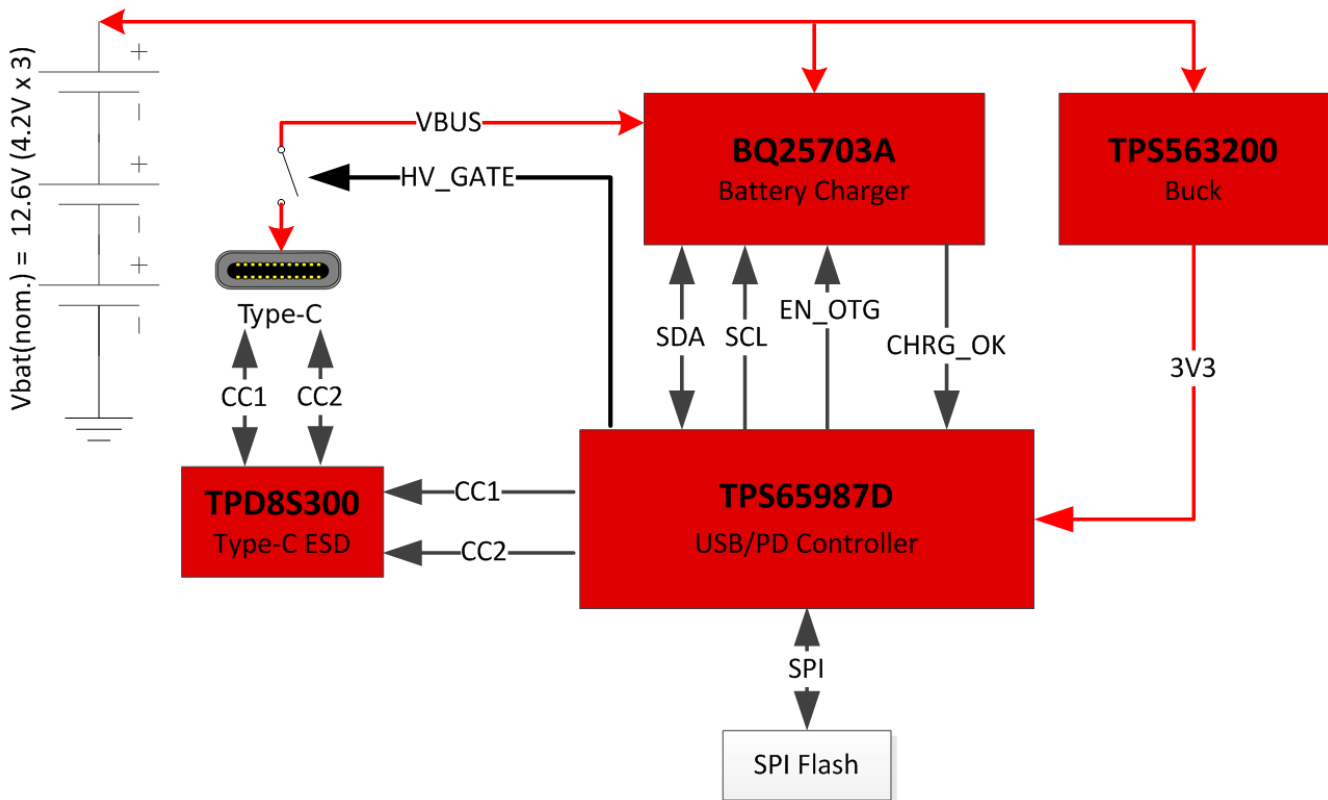 Vbat(nom.) = 12.6V (4.2V x 3)
+
+
+
VBUS
HV_GATE
BQ25703A
Battery Charger
TPS563200
Buck
Type-C
SDA
SCL
EN_OTG
CHRG_OK
3V3
CC1
CC2
TPD8S300
Type-C ESD
CC1
CC2
TPS65987D
USB/PD Controller
SPI
SPI Flash